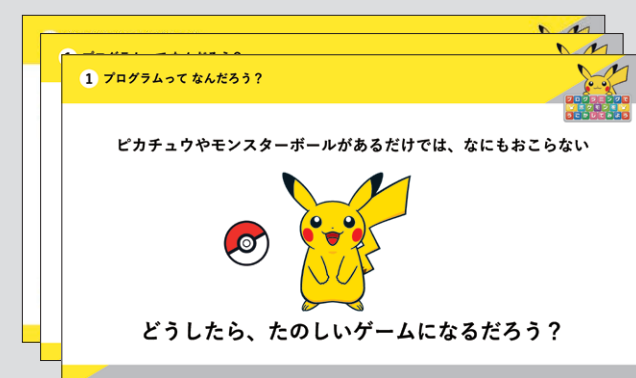 1 プログラムって なんだろう？
ピカチュウやモンスターボールがあるだけでは、なにもおこらない
どうしたら、たのしいゲームになるだろう？